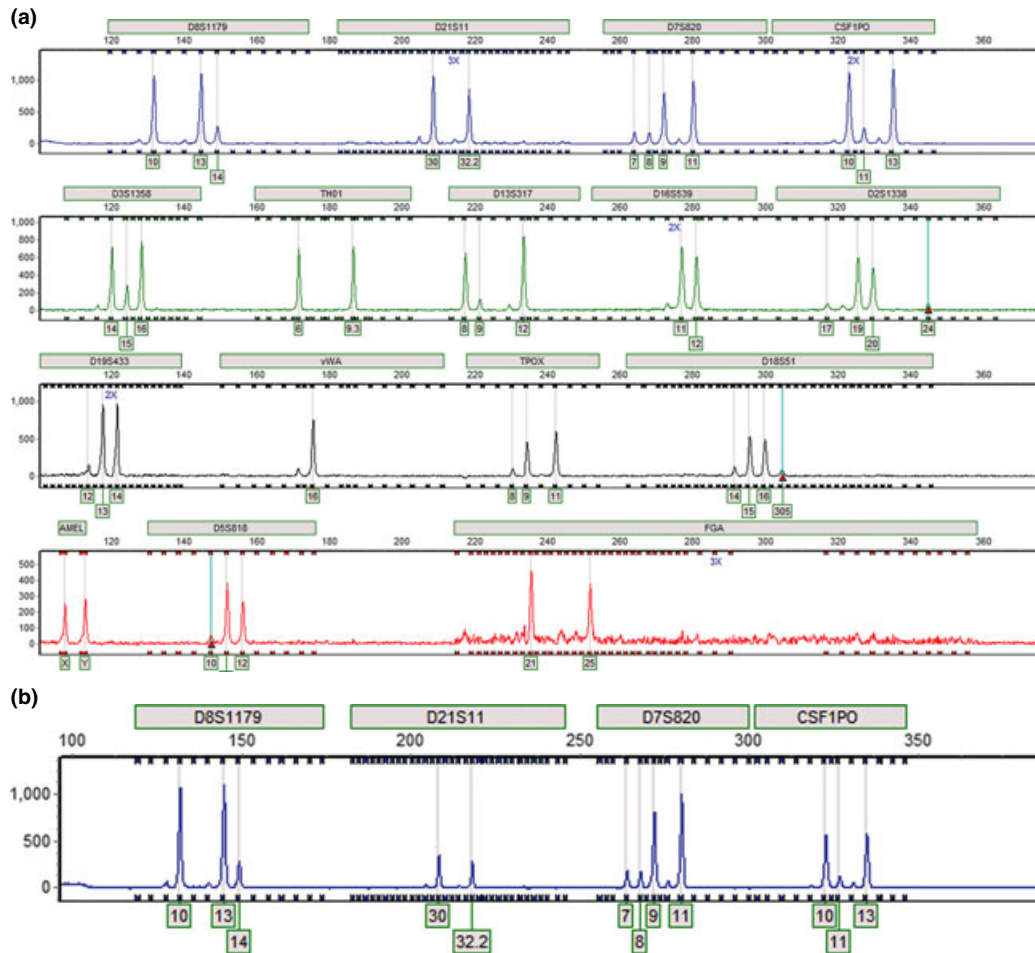 (a)
D8S1179 D21S11 D7S820 CSF1PO
120 140 160 180 200 220 240 260 280 300 320 340 360
3X 2X
1,000
500
0
10 13 30 32.2 7 8 9 11 10 13
14 11
D3S1358 TH01 D13S317 D16S539 D2S1338
120 140 160 180 200 220 240 260 280 300 320 340 360
2X
1,000
800
600
400
200
0
14 16 6 9.3 8 9 12 11 17 19 24
15 12 20
D19S433 vWA TPOX D18S51
120 140 160 180 200 220 240 260 280 300 320 340 360
2X
1,000
500
0
12 14 16 8 9 11 14 16
13 15 305
AMEL D5S818 FGA
120 140 160 180 200 220 240 260 280 300 320 340 360
3X
500
400
300
200
100
0
X Y 10 12 21 25
(b)
D8S1179 D21S11 D7S820 CSF1PO
100 150 200 250 300 350
1,000
500
0
10 13 30 7 9 11 10 13
14 32.2 8 11